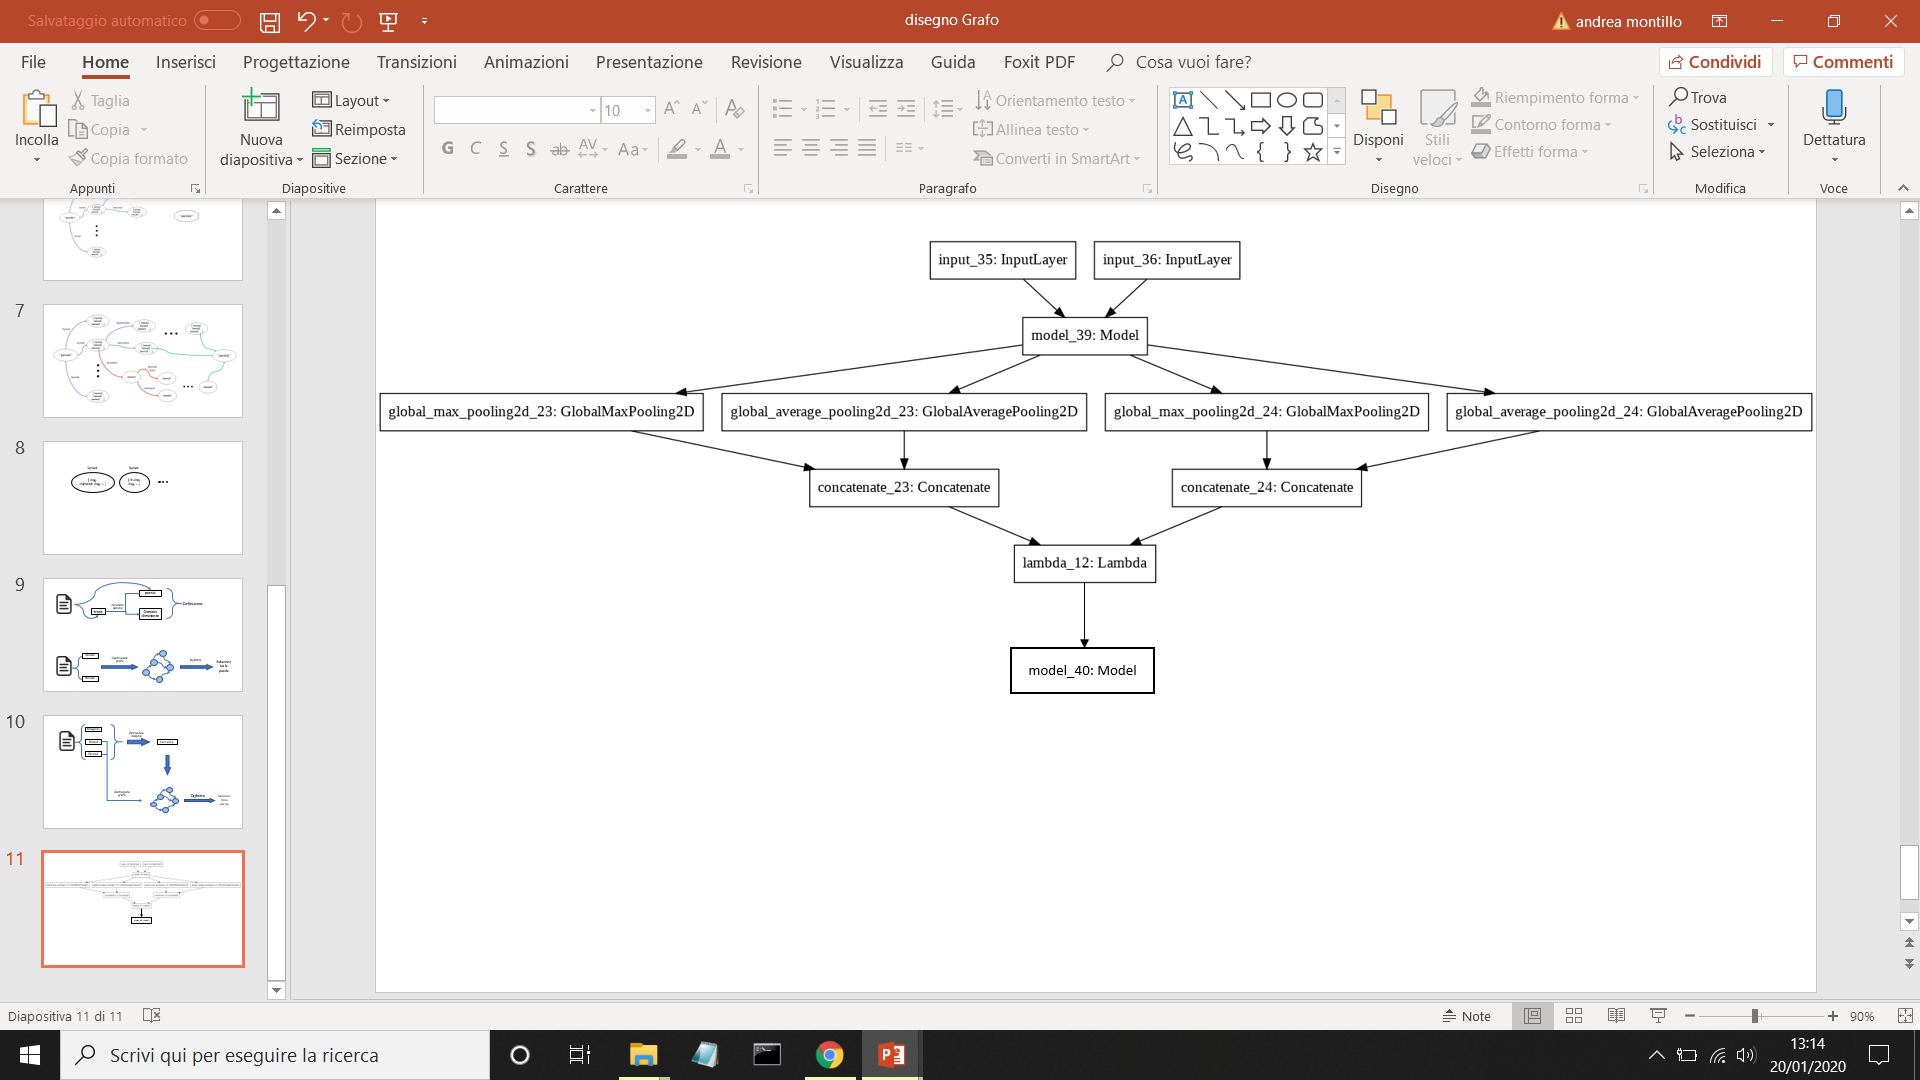 Salvataggio automatico
disegno Grafo
andrea montillo
File Home Inserisci Progettazione Transizioni Animazioni Presentazione Revisione Visualizza Guida Foxit PDF Cosa vuoi fare?
Condividi Commenti
Incolla
Taglia
Copia
Copia formato
Appunti
Nuova
diapositiva
Layout
Reimposta
Sezione
Diapositive
10
G C S S ab AV Aa A
Carattere
Orientamento testo
Allinea testo
Converti in SmartArt
Paragrafo
Disponi
Stili
veloci
Riempimento forma
Contorno forma
Effetti forma
Disegno
Trova
Sostituisci
Seleziona
Modifica
Dettatura
Voce
7
8
9
10
11
input_35: InputLayer
input_36: InputLayer
model_39: Model
global_max_pooling2d_23: GlobalMaxPooling2D
global_average_pooling2d_23: GlobalAveragePooling2D
global_max_pooling2d_24: GlobalMaxPooling2D
global_average_pooling2d_24: GlobalAveragePooling2D
concatenate_23: Concatenate
concatenate_24: Concatenate
lambda_12: Lambda
model_40: Model
Diapositiva 11 di 11
Note
90%
Scrivi qui per eseguire la ricerca
13:14
20/01/2020